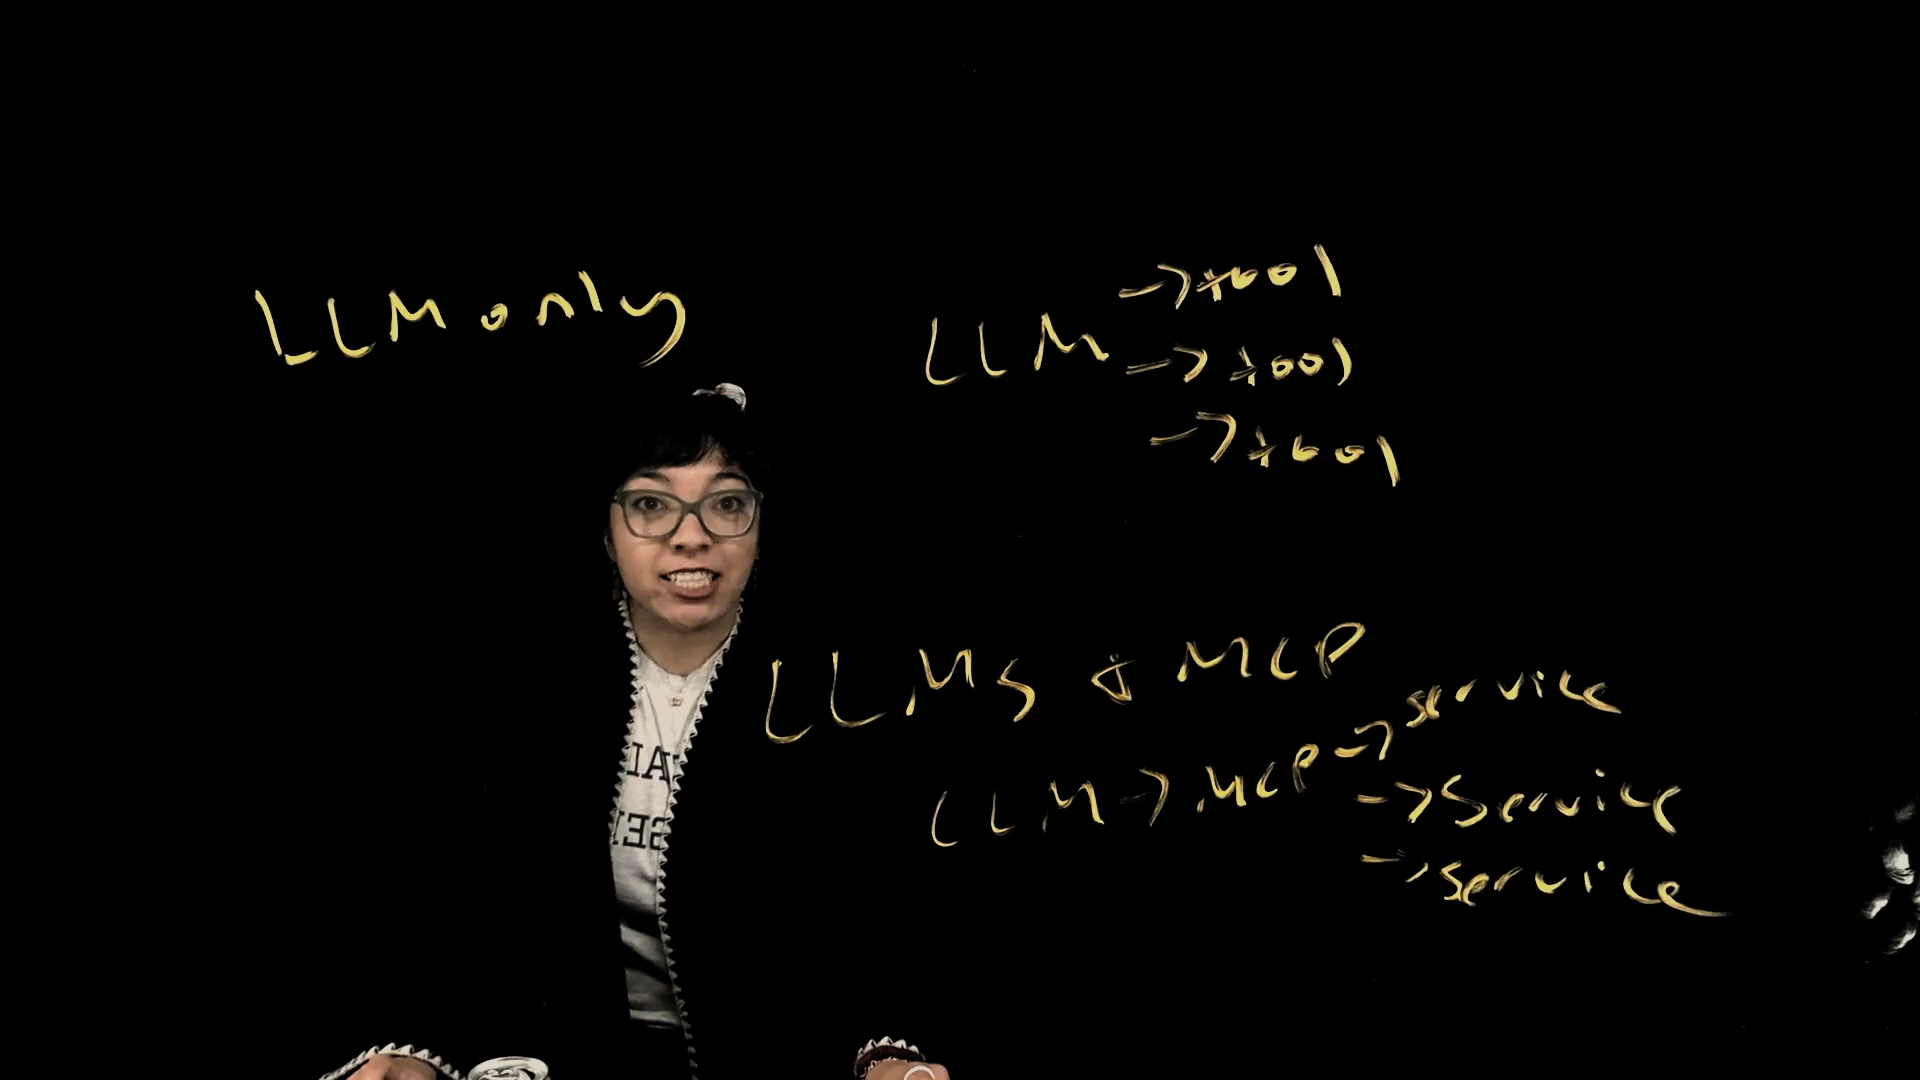 LLM only
LLM → tool
→ tool
→ tool
LLMs & MCP
LLM → MCP → service
→ service
→ service